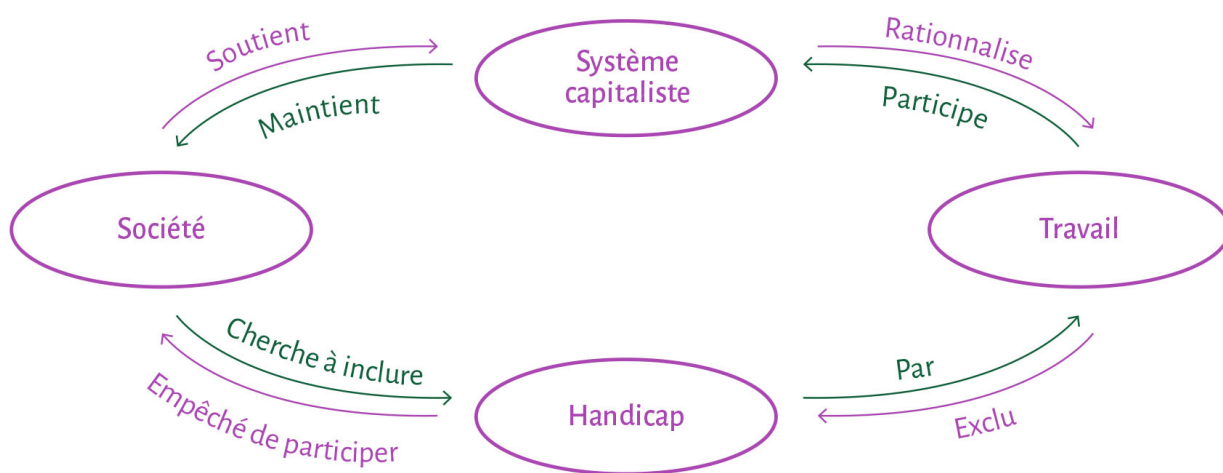 Soutient
Système
capitaliste
Rationnalise
Maintient
Participe
Société
Travail
Cherche à inclure
Empêché de participer
Handicap
Par
Exclu